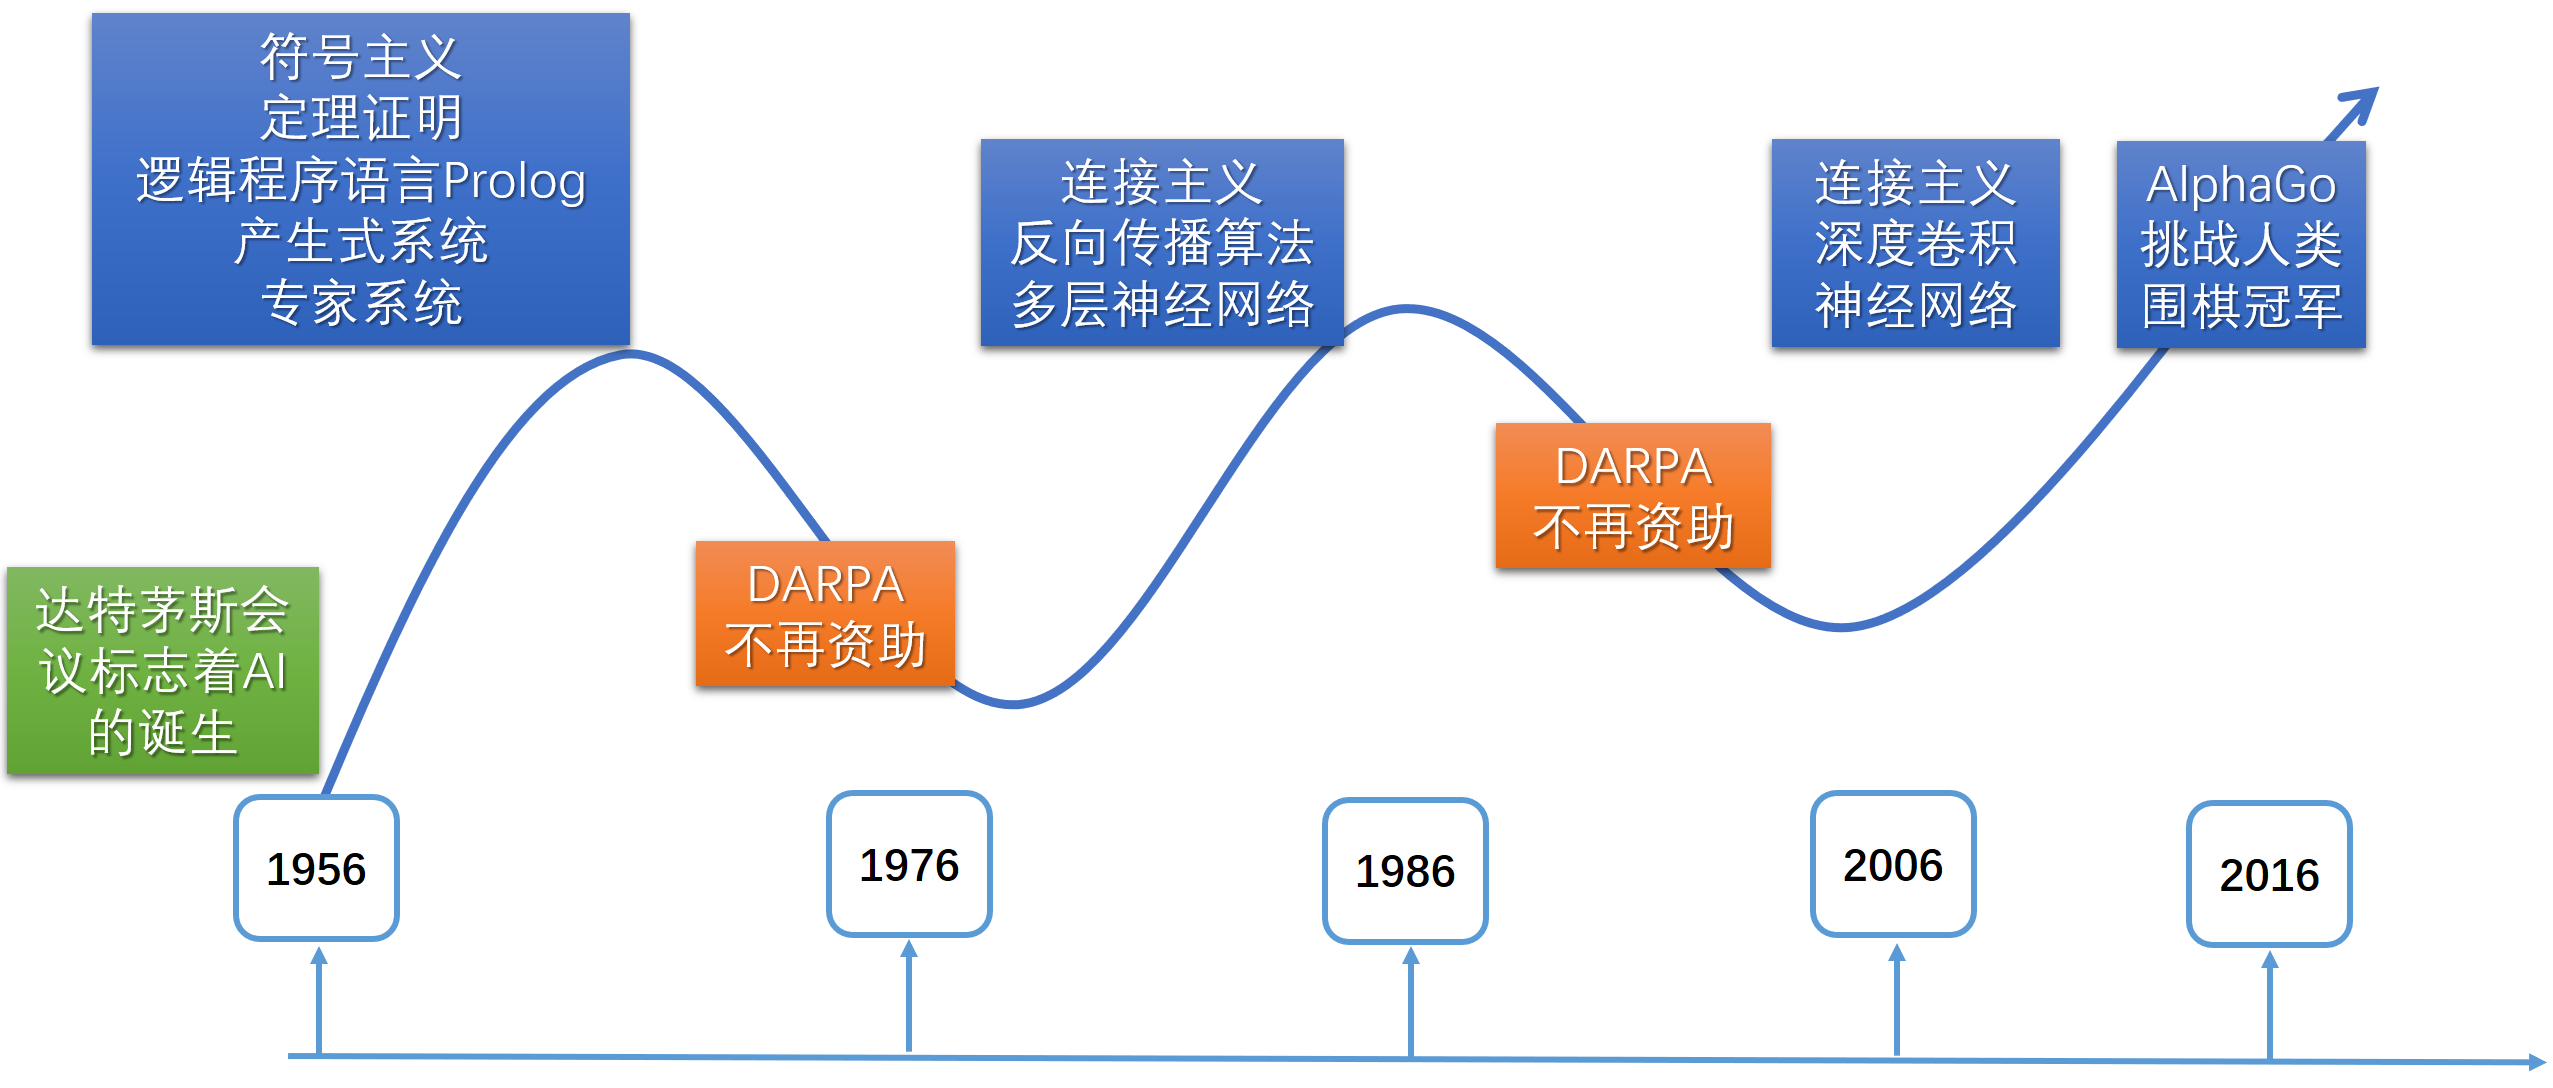 符号主义
定理证明
逻辑程序语言Prolog
产生式系统
专家系统
连接主义
反向传播算法
多层神经网络
连接主义
深度卷积
神经网络
AlphaGo
挑战人类
围棋冠军
DARPA
不再资助
DARPA
不再资助
达特茅斯会
议标志着AI
的诞生
1956
1976
1986
2006
2016